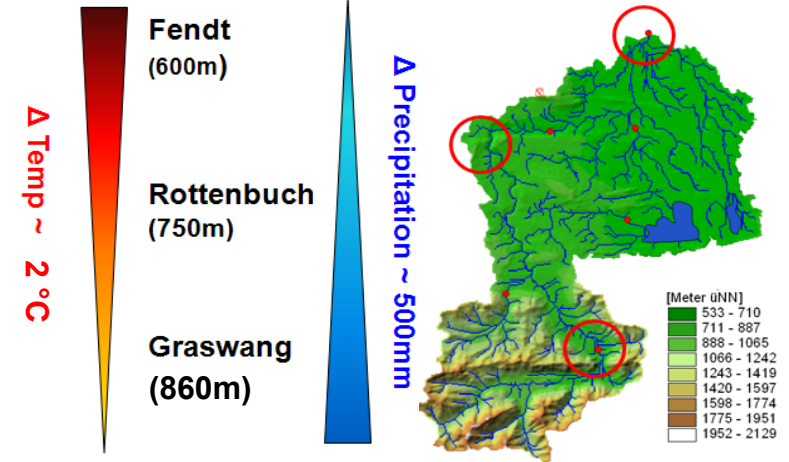 Δ Temp ~ 2 °C
Fendt
(600m)
Rottenbuch
(750m)
Graswang
(860m)
Δ Precipitation ~ 500mm
[Meter üNN]
533 - 710
711 - 887
888 - 1065
1066 - 1242
1243 - 1419
1420 - 1597
1598 - 1774
1775 - 1951
1952 - 2129